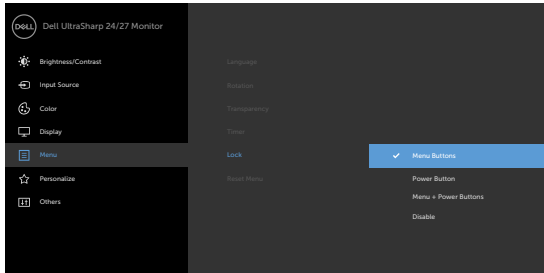 DELL
Dell UltraSharp 24/27 Monitor
Brightness/Contrast
Input Source
Color
Display
Menu
Personalize
Others
Language
Rotation
Transparency
Timer
Lock
Reset Menu
Menu Buttons
Power Button
Menu + Power Buttons
Disable